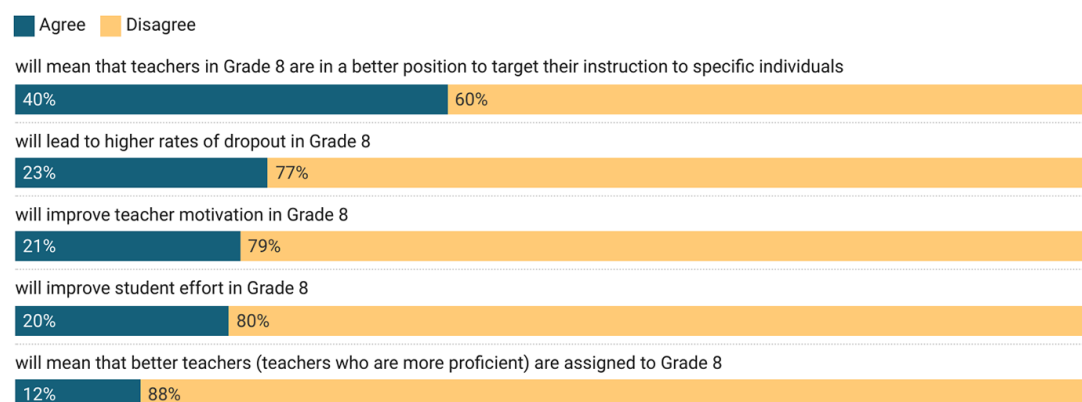 Agree Disagree
will mean that teachers in Grade 8 are in a better position to target their instruction to specific individuals
40% 60%
will lead to higher rates of dropout in Grade 8
23% 77%
will improve teacher motivation in Grade 8
21% 79%
will improve student effort in Grade 8
20% 80%
will mean that better teachers (teachers who are more proficient) are assigned to Grade 8
12% 88%